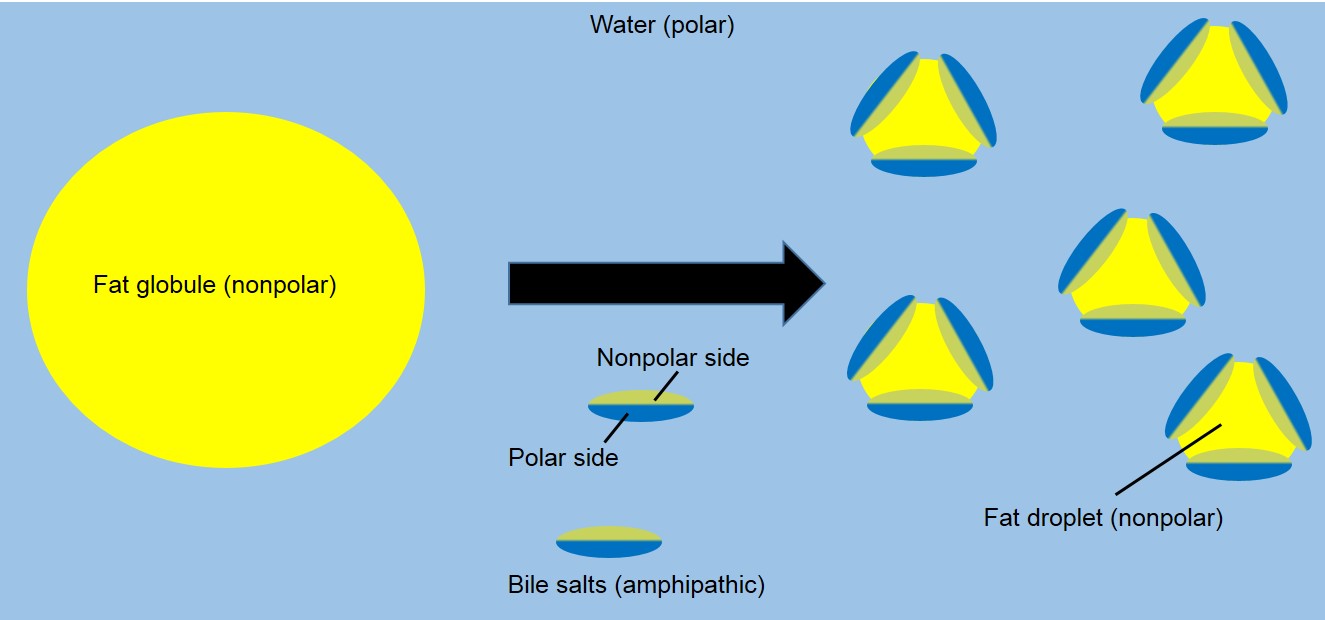 Water (polar)
Fat globule (nonpolar)
Nonpolar side
Polar side
Fat droplet (nonpolar)
Bile salts (amphipathic)